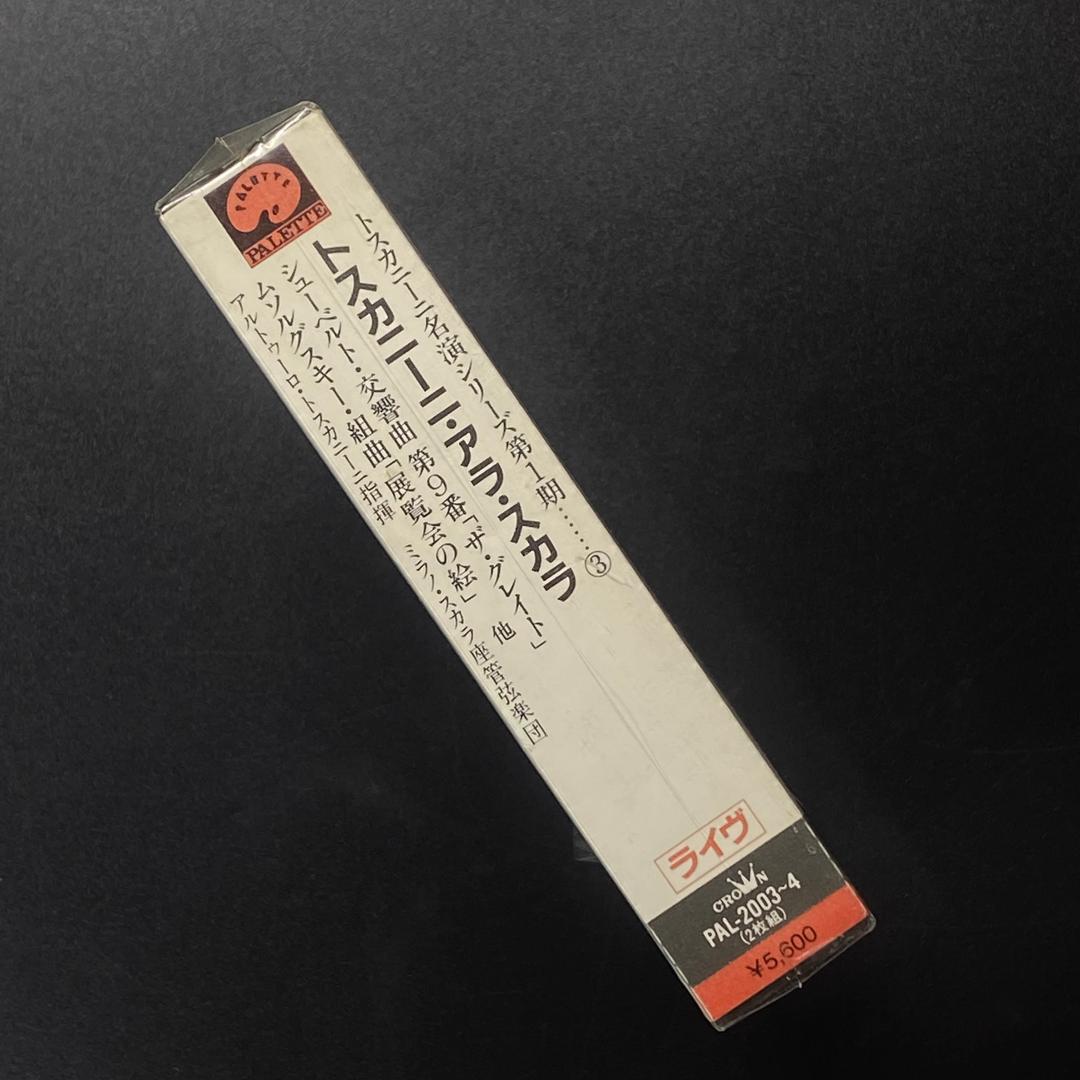 PALETTE
PALETTE
トスカニーニ名演シリーズ第1期……③
トスカニーニ・アラ・スカラ
シューベルト・交響曲 第9番「ザ・グレイト」
ムソルグスキー・組曲「展覧会の絵」 他
アルトゥーロ・トスカニーニ指揮 ミラノ・スカラ座管弦楽団
ライヴ
CROWN
PAL-2003~4
(2枚組)
¥5,600